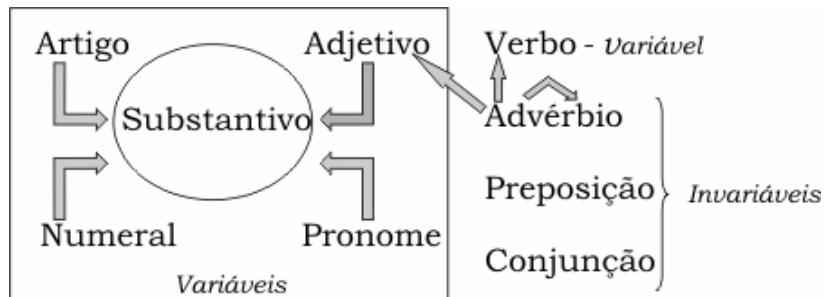 Artigo
Adjetivo
Verbo - variável
Substantivo
Advérbio
Preposição
Invariáveis
Numeral
Pronome
Conjunção
Variáveis